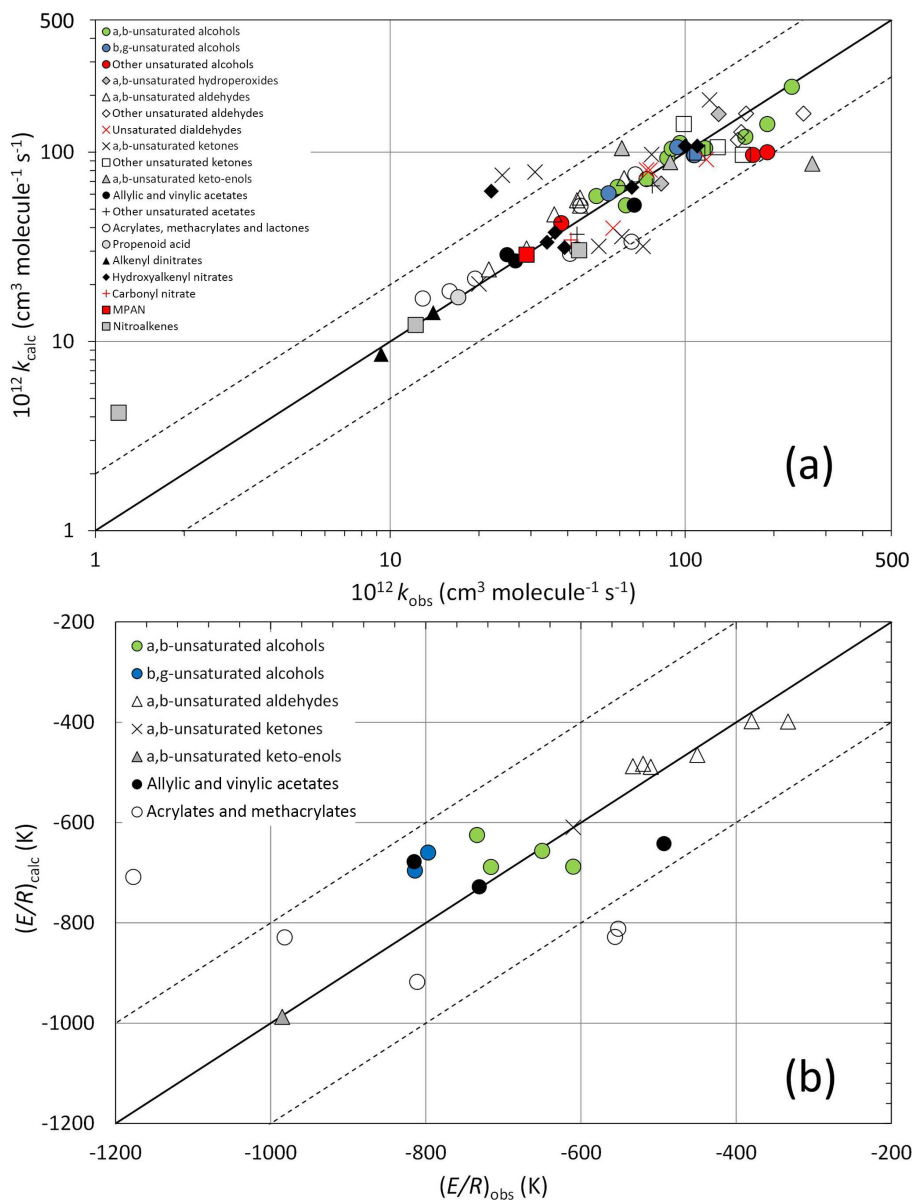 500
100
10
1
10¹² k_calc (cm³ molecule⁻¹ s⁻¹)
a,b-unsaturated alcohols
b,g-unsaturated alcohols
Other unsaturated alcohols
a,b-unsaturated hydroperoxides
a,b-unsaturated aldehydes
Other unsaturated aldehydes
Unsaturated dialdehydes
a,b-unsaturated ketones
Other unsaturated ketones
a,b-unsaturated keto-enols
Allylic and vinylic acetates
Other unsaturated acetates
Acrylates, methacrylates and lactones
Propenoid acid
Alkenyl dinitrates
Hydroxyalkenyl nitrates
Carbonyl nitrate
MPAN
Nitroalkenes
(a)
1 10 100 500
10¹² k_obs (cm³ molecule⁻¹ s⁻¹)
-200
-400
-600
-800
-1000
-1200
(E/R)_calc (K)
a,b-unsaturated alcohols
b,g-unsaturated alcohols
a,b-unsaturated aldehydes
a,b-unsaturated ketones
a,b-unsaturated keto-enols
Allylic and vinylic acetates
Acrylates and methacrylates
(b)
-1200 -1000 -800 -600 -400 -200
(E/R)_obs (K)